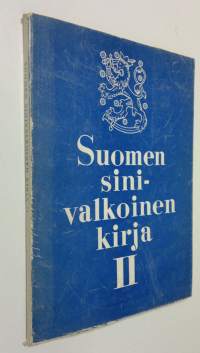 Suomen
sini-
valkoinen
kirja
II